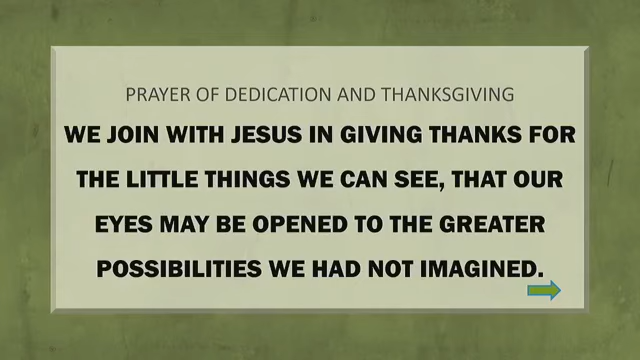 PRAYER OF DEDICATION AND THANKSGIVING
WE JOIN WITH JESUS IN GIVING THANKS FOR
THE LITTLE THINGS WE CAN SEE, THAT OUR
EYES MAY BE OPENED TO THE GREATER
POSSIBILITIES WE HAD NOT IMAGINED.